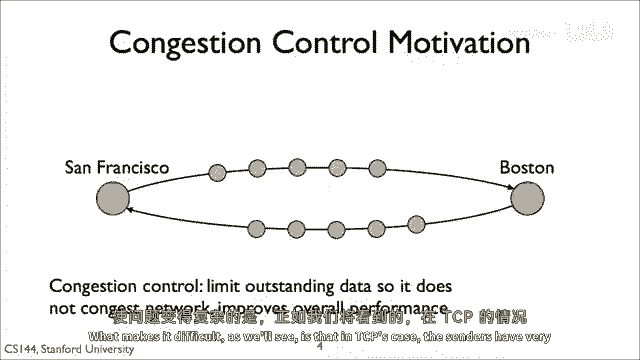 Congestion Control Motivation
San Francisco
Boston
Congestion control: limit outstanding data so it does
not congest network, improves overall performance
使问题变得复杂的是，正如我们将看到的，在 TCP 的情况
What makes it difficult, as we'll see, is that in TCP's case, the senders have very
CS144, Stanford University
4